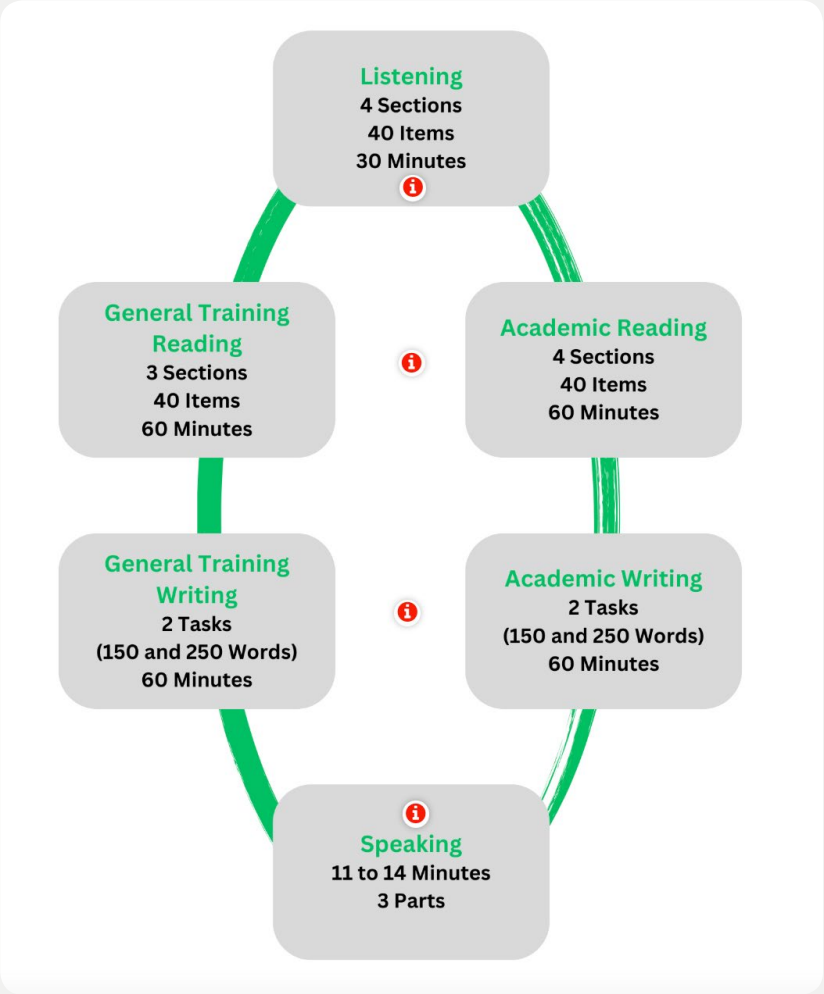 Listening
4 Sections
40 Items
30 Minutes
General Training
Reading
3 Sections
40 Items
60 Minutes
Academic Reading
4 Sections
40 Items
60 Minutes
General Training
Writing
2 Tasks
(150 and 250 Words)
60 Minutes
Academic Writing
2 Tasks
(150 and 250 Words)
60 Minutes
Speaking
11 to 14 Minutes
3 Parts